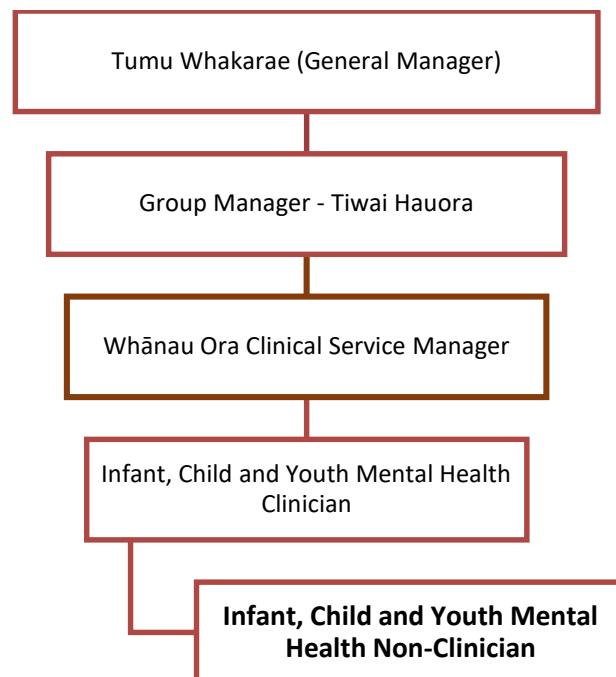 Tumu Whakarae (General Manager)
Group Manager - Tiwai Hauora
Whānau Ora Clinical Service Manager
Infant, Child and Youth Mental Health
Clinician
Infant, Child and Youth Mental
Health Non-Clinician